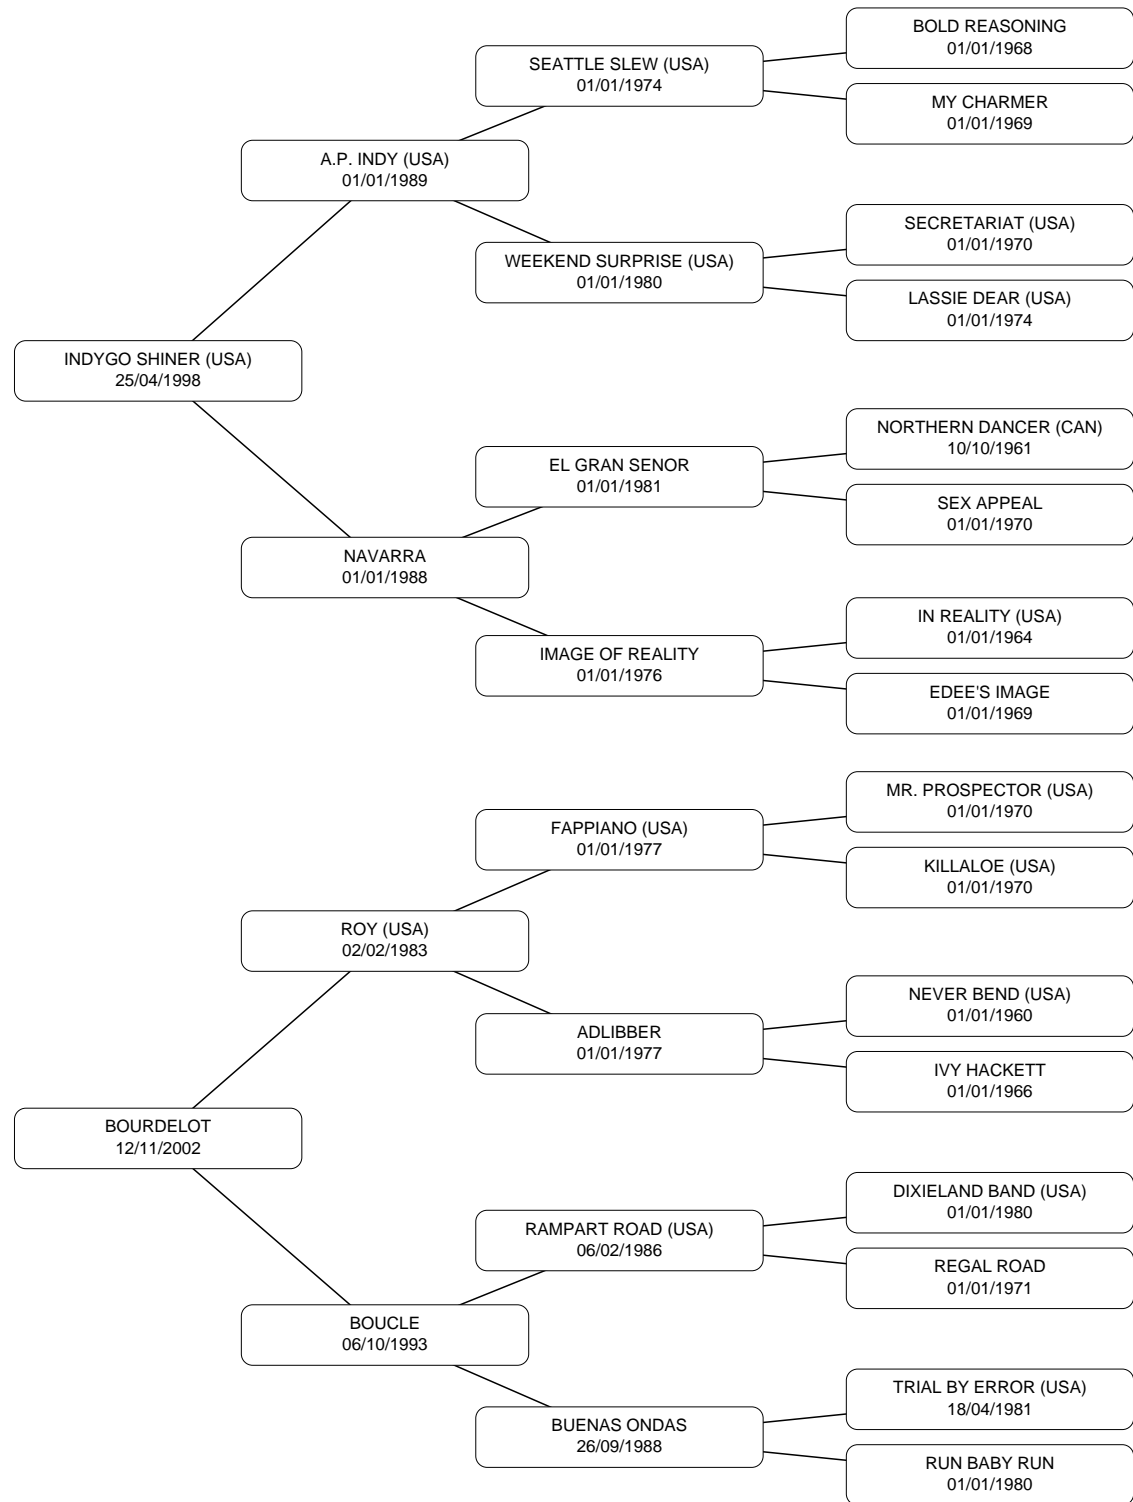 BOLD REASONING
01/01/1968
SEATTLE SLEW (USA)
01/01/1974
MY CHARMER
01/01/1969
A.P. INDY (USA)
01/01/1989
SECRETARIAT (USA)
01/01/1970
WEEKEND SURPRISE (USA)
01/01/1980
LASSIE DEAR (USA)
01/01/1974
INDYGO SHINER (USA)
25/04/1998
NORTHERN DANCER (CAN)
10/10/1961
EL GRAN SENOR
01/01/1981
SEX APPEAL
01/01/1970
NAVARRA
01/01/1988
IN REALITY (USA)
01/01/1964
IMAGE OF REALITY
01/01/1976
EDEE'S IMAGE
01/01/1969
MR. PROSPECTOR (USA)
01/01/1970
FAPPIANO (USA)
01/01/1977
KILLALOE (USA)
01/01/1970
ROY (USA)
02/02/1983
NEVER BEND (USA)
01/01/1960
ADLIBBER
01/01/1977
IVY HACKETT
01/01/1966
BOURDELOT
12/11/2002
DIXIELAND BAND (USA)
01/01/1980
RAMPART ROAD (USA)
06/02/1986
REGAL ROAD
01/01/1971
BOUCLE
06/10/1993
TRIAL BY ERROR (USA)
18/04/1981
BUENAS ONDAS
26/09/1988
RUN BABY RUN
01/01/1980